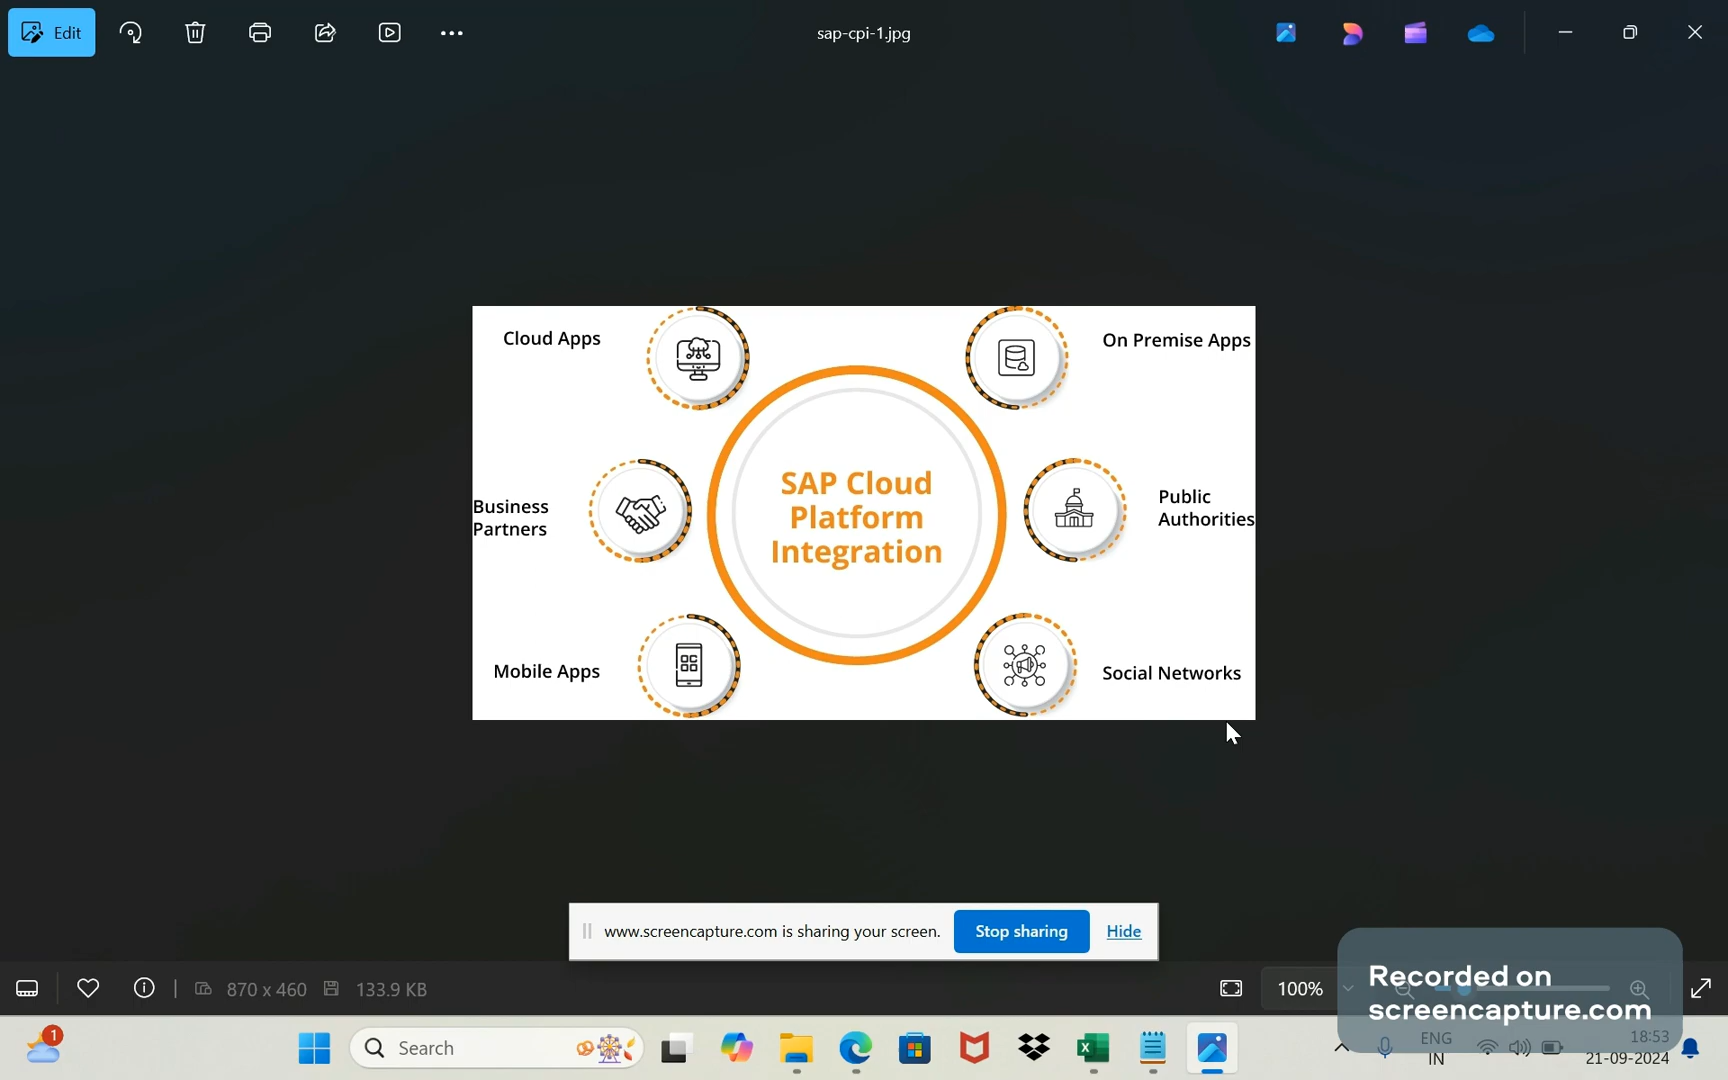 Edit
sap-cpi-1.jpg
Cloud Apps
On Premise Apps
SAP Cloud
Platform
Integration
Business
Partners
Public
Authorities
Mobile Apps
Social Networks
www.screencapture.com is sharing your screen.
Stop sharing
Hide
870 x 460
133.9 KB
100%
Recorded on
screencapture.com
1
Search
ENG
IN
18:53
21-09-2024